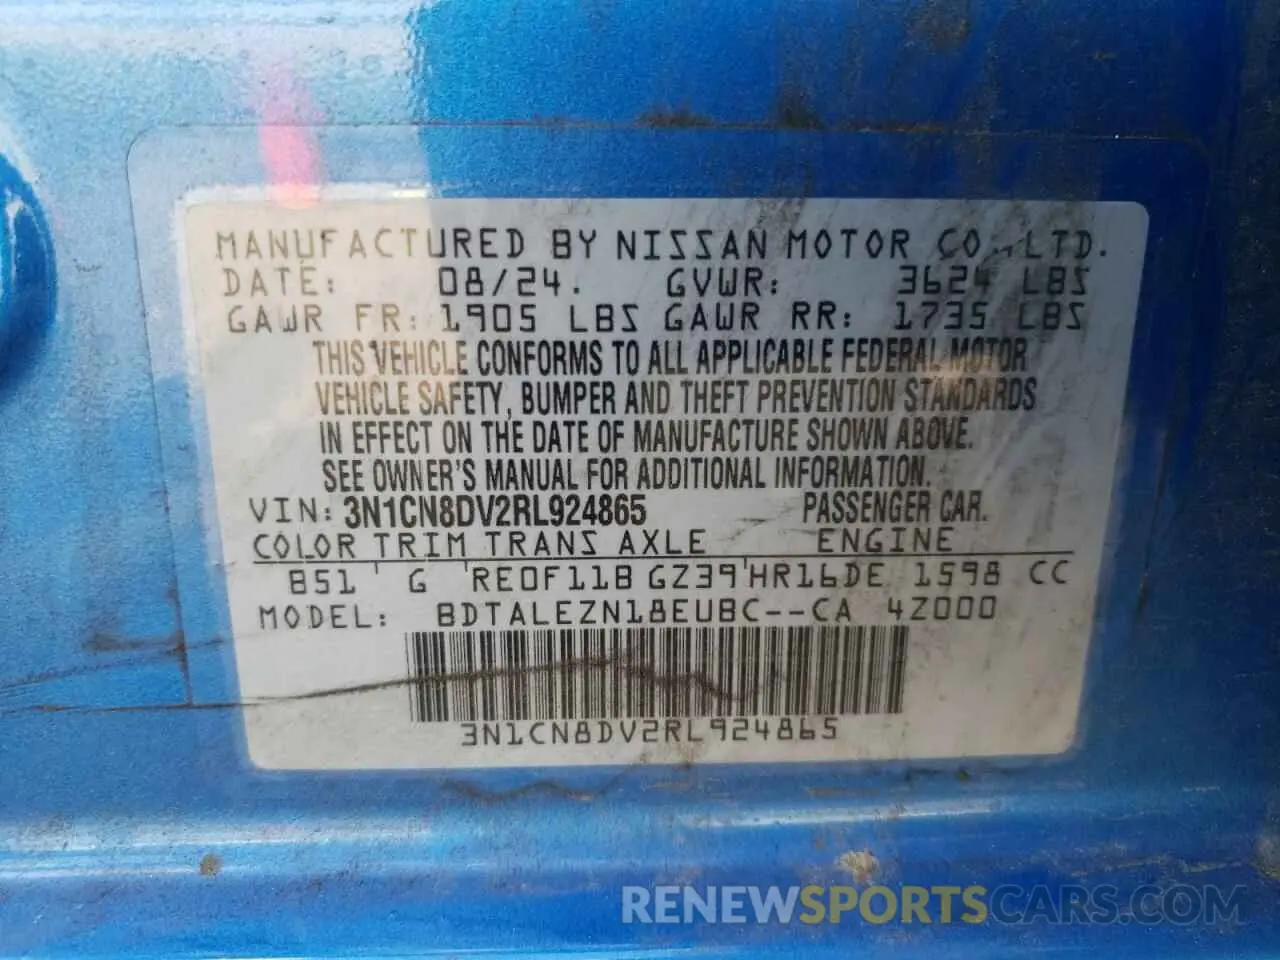 MANUFACTURED BY NISSAN MOTOR CO., LTD.
DATE: 08/24. GVWR: 3624 LBS
GAWR FR: 1905 LBS GAWR RR: 1735 LBS
THIS VEHICLE CONFORMS TO ALL APPLICABLE FEDERAL MOTOR
VEHICLE SAFETY, BUMPER AND THEFT PREVENTION STANDARDS
IN EFFECT ON THE DATE OF MANUFACTURE SHOWN ABOVE.
SEE OWNER'S MANUAL FOR ADDITIONAL INFORMATION.
VIN: 3N1CN8DV2RL924865 PASSENGER CAR.
COLOR TRIM TRANS AXLE ENGINE
B51 G RE0F11B GZ39 HR16DE 1598 CC
MODEL: BDTALEZN18EUBC--CA 4Z000
3N1CN8DV2RL924865
RENEWSPORTSCARS.COM